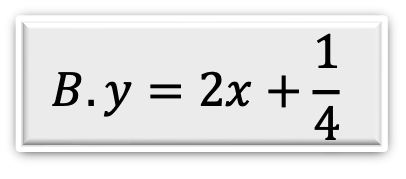 B. y = 2x + 1/4